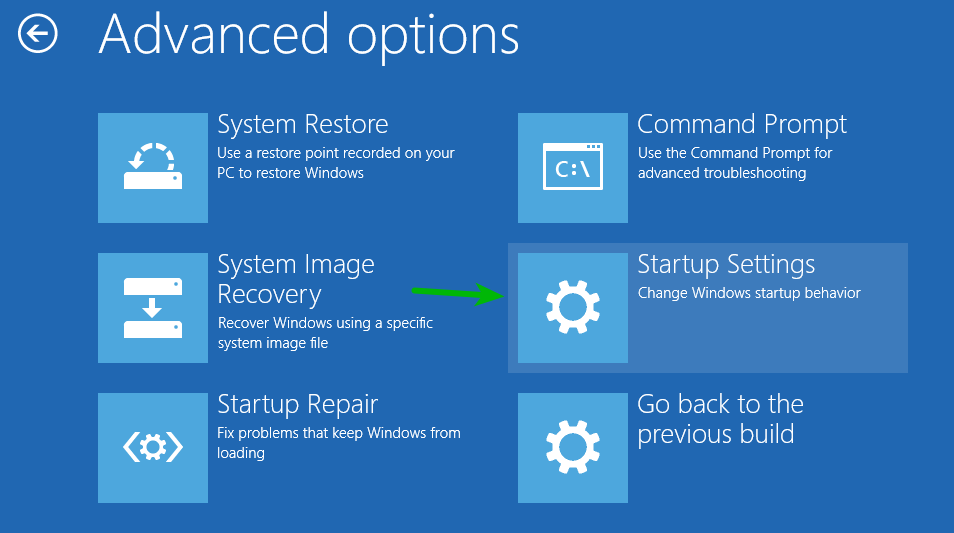 Advanced options
System Restore
Use a restore point recorded on your
PC to restore Windows
Command Prompt
Use the Command Prompt for
advanced troubleshooting
C:\
System Image
Recovery
Recover Windows using a specific
system image file
Startup Settings
Change Windows startup behavior
Startup Repair
Fix problems that keep Windows from
loading
Go back to the
previous build